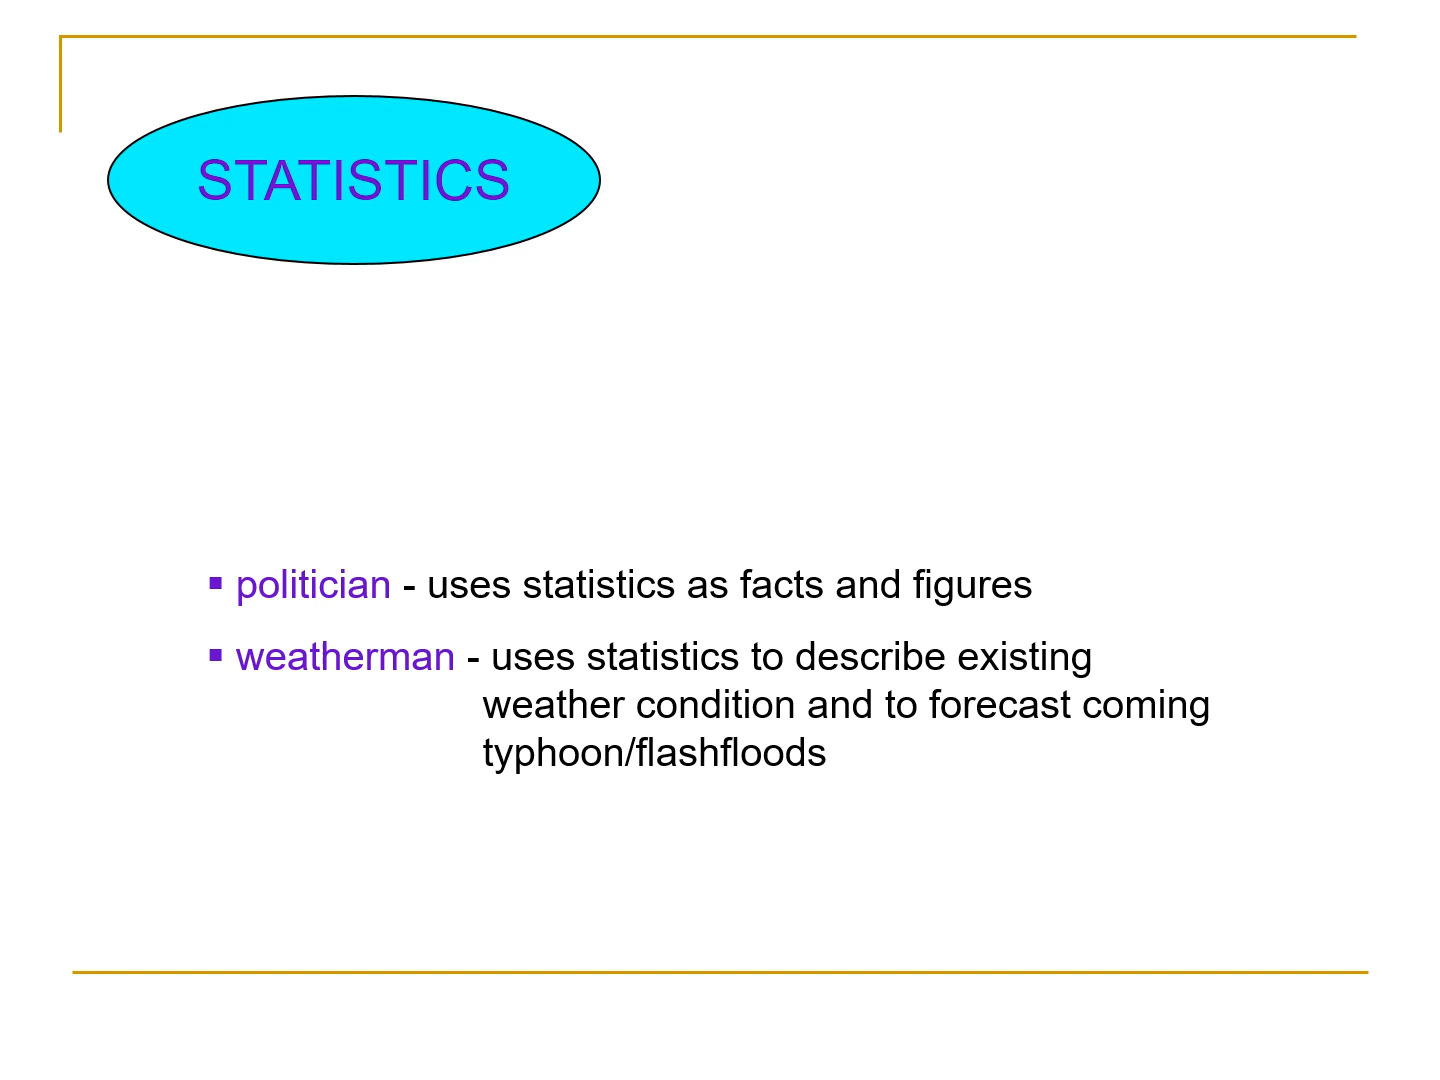 STATISTICS
▪ politician - uses statistics as facts and figures
▪ weatherman - uses statistics to describe existing
weather condition and to forecast coming
typhoon/flashfloods